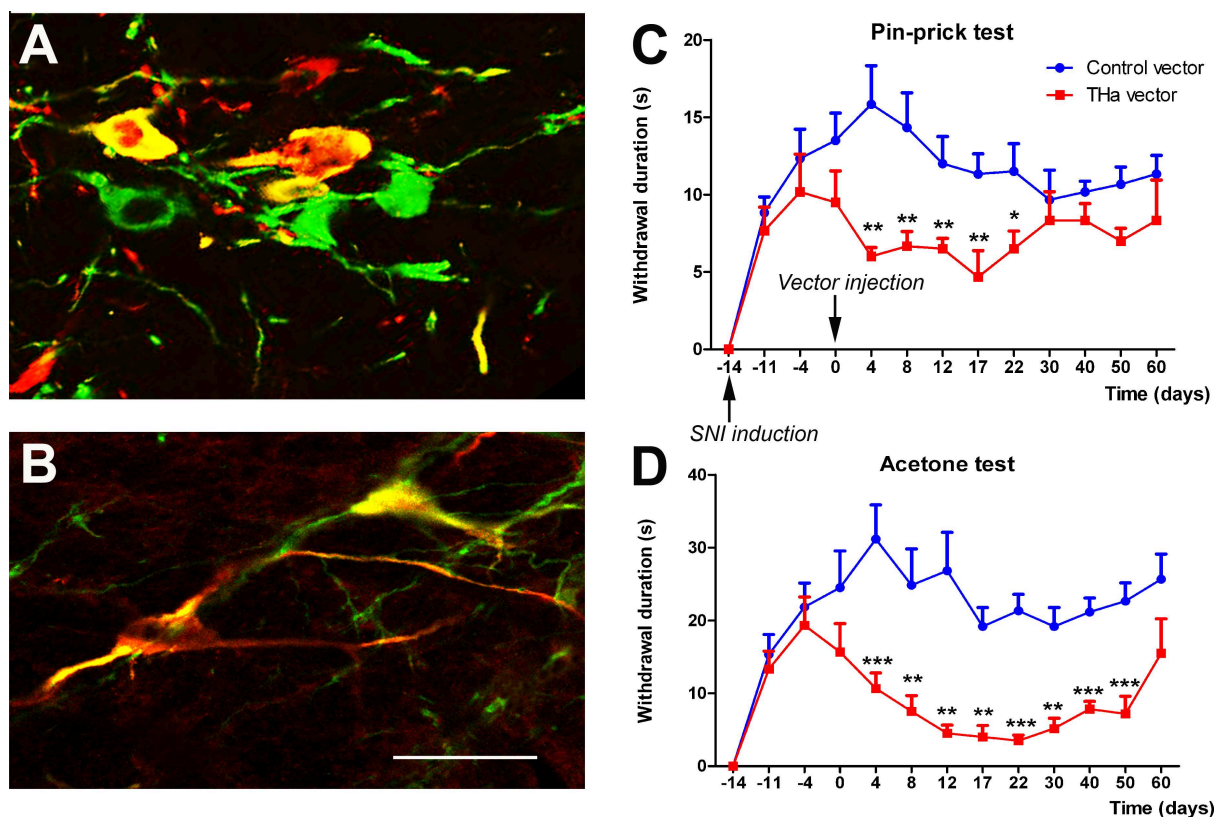 A
B
C
Pin-prick test
Control vector
THa vector
Withdrawal duration (s)
20
15
10
5
0
** ** ** ** *
Vector injection
-14 -11 -4 0 4 8 12 17 22 30 40 50 60
Time (days)
SNI induction
D
Acetone test
Withdrawal duration (s)
40
30
20
10
0
*** ** ** ** *** ** *** ***
-14 -11 -4 0 4 8 12 17 22 30 40 50 60
Time (days)